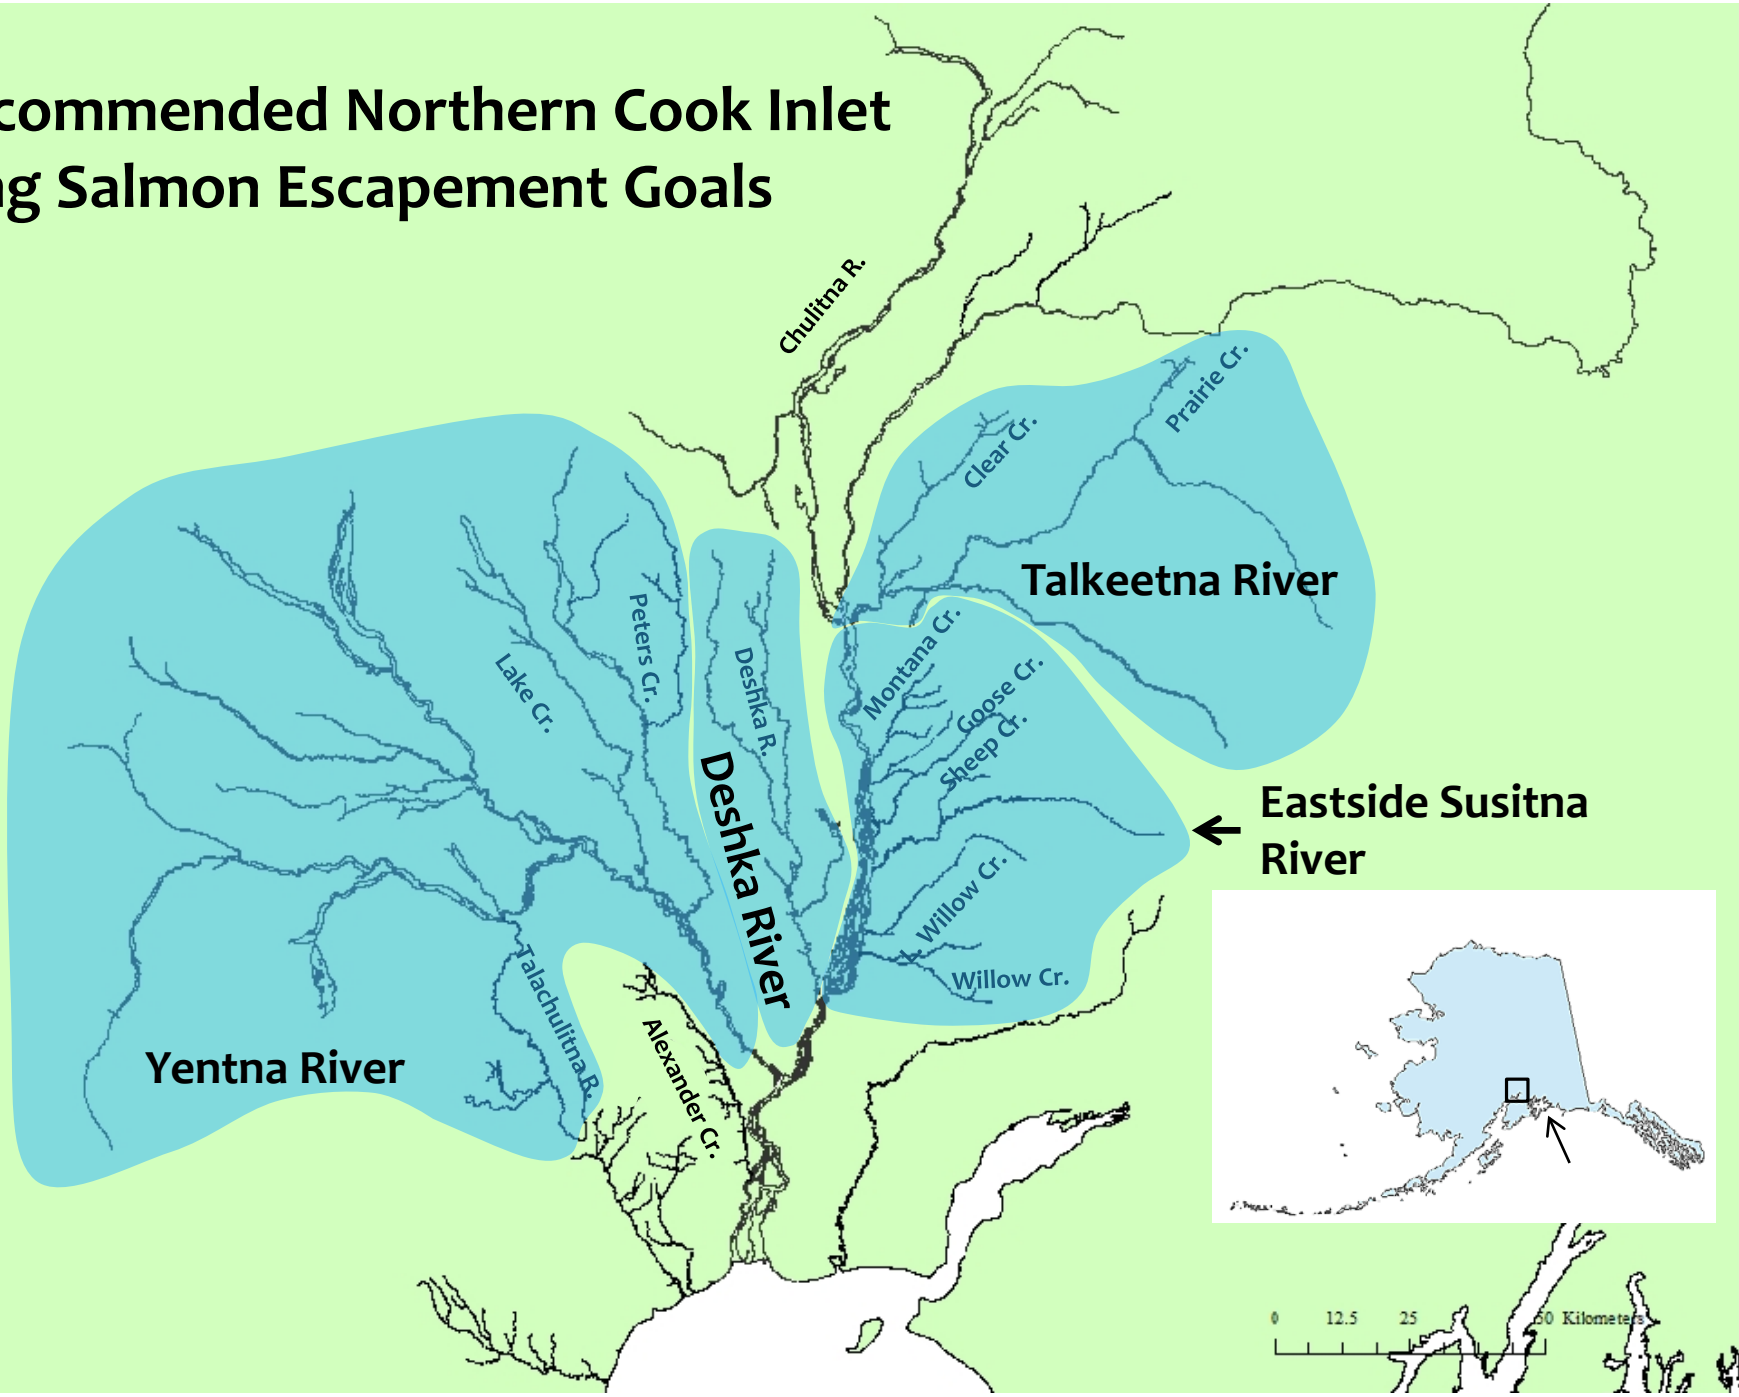 commended Northern Cook Inlet
ng Salmon Escapement Goals
Chulitna R.
Prairie Cr.
Clear Cr.
Talkeetna River
Peters Cr.
Lake Cr.
Deshka R.
Deshka River
Montana Cr.
Goose Cr.
Sheep Cr.
Eastside Susitna
River
L. Willow Cr.
Willow Cr.
Talachulitna R.
Alexander Cr.
Yentna River
0 12.5 25 50 Kilometers